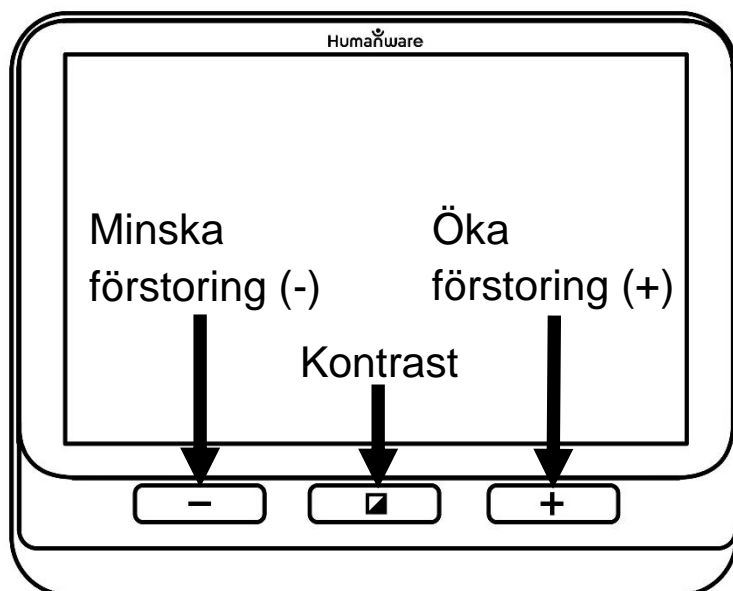 Humanware
Minska
förstoring (-)
Öka
förstoring (+)
Kontrast
−
+